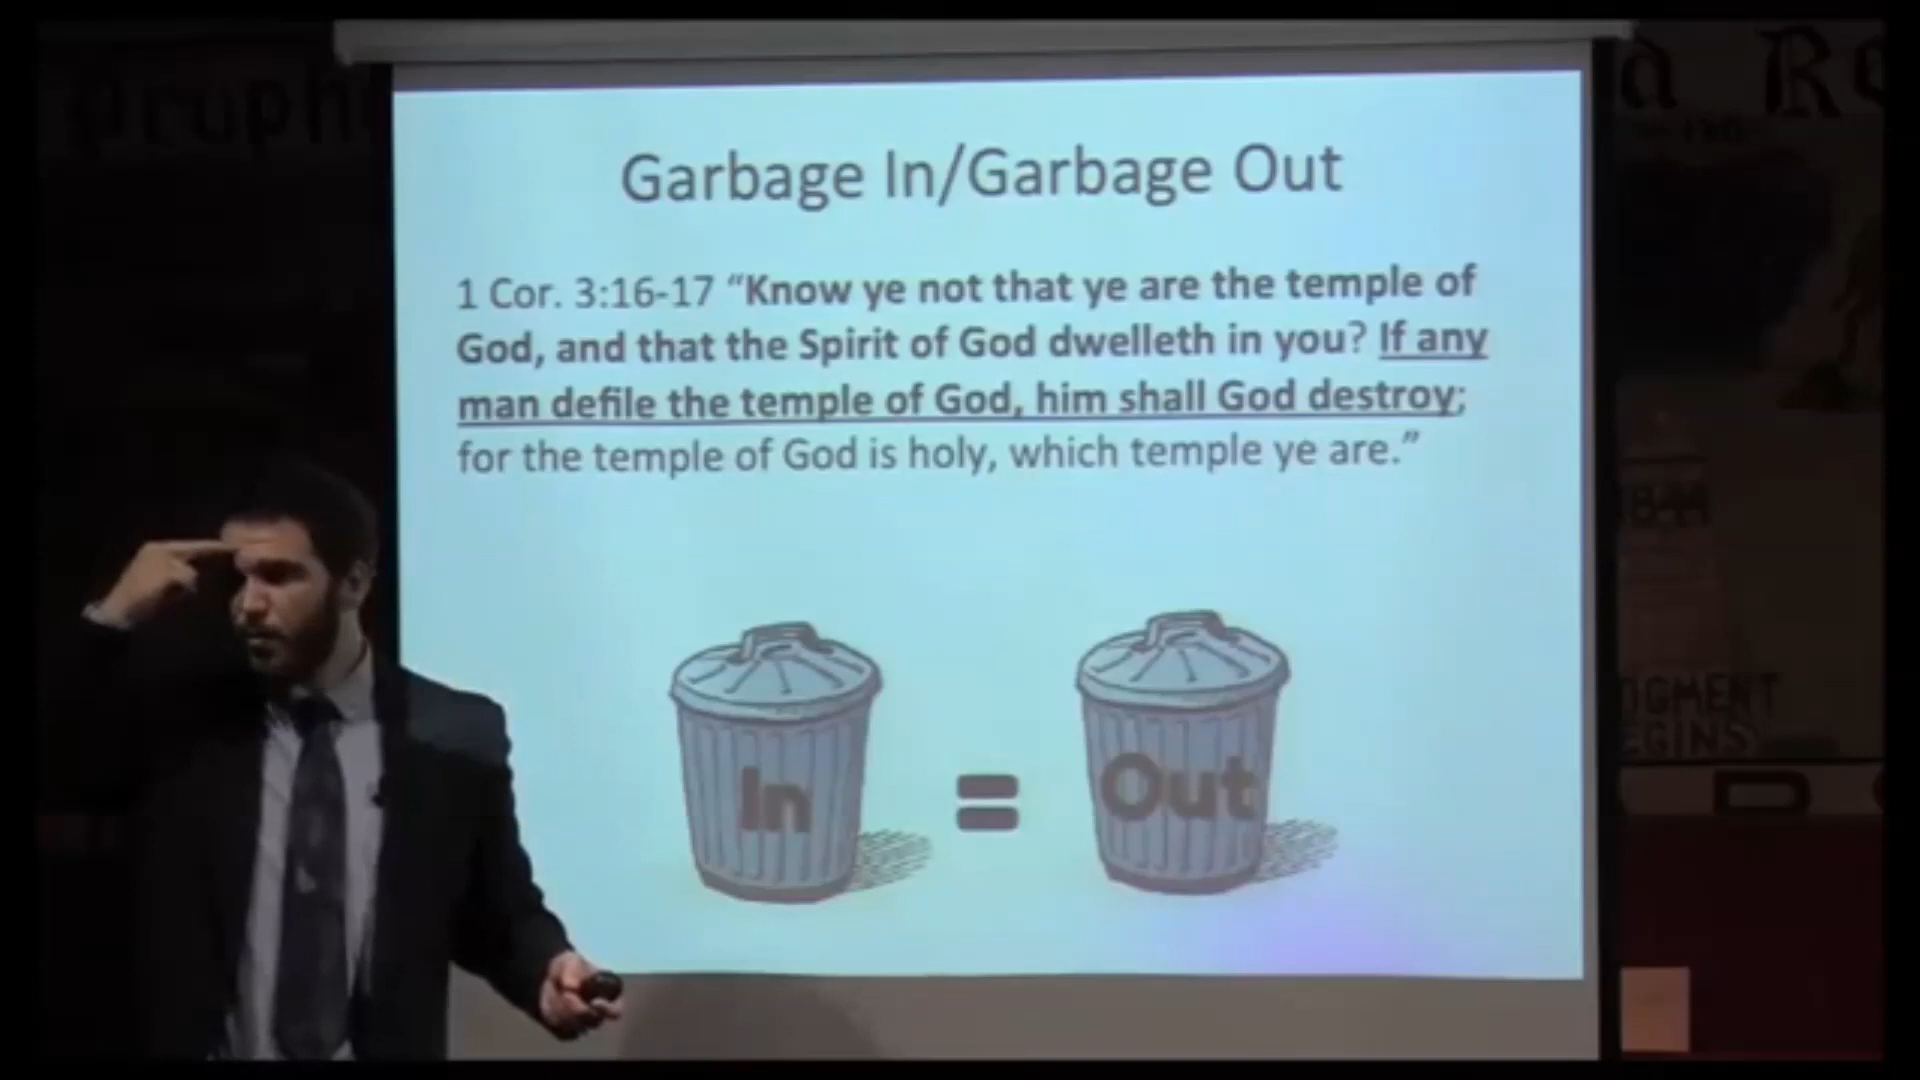 Garbage In/Garbage Out
1 Cor. 3:16-17 “Know ye not that ye are the temple of
God, and that the Spirit of God dwelleth in you? If any
man defile the temple of God, him shall God destroy;
for the temple of God is holy, which temple ye are.”
In
=
Out
1844